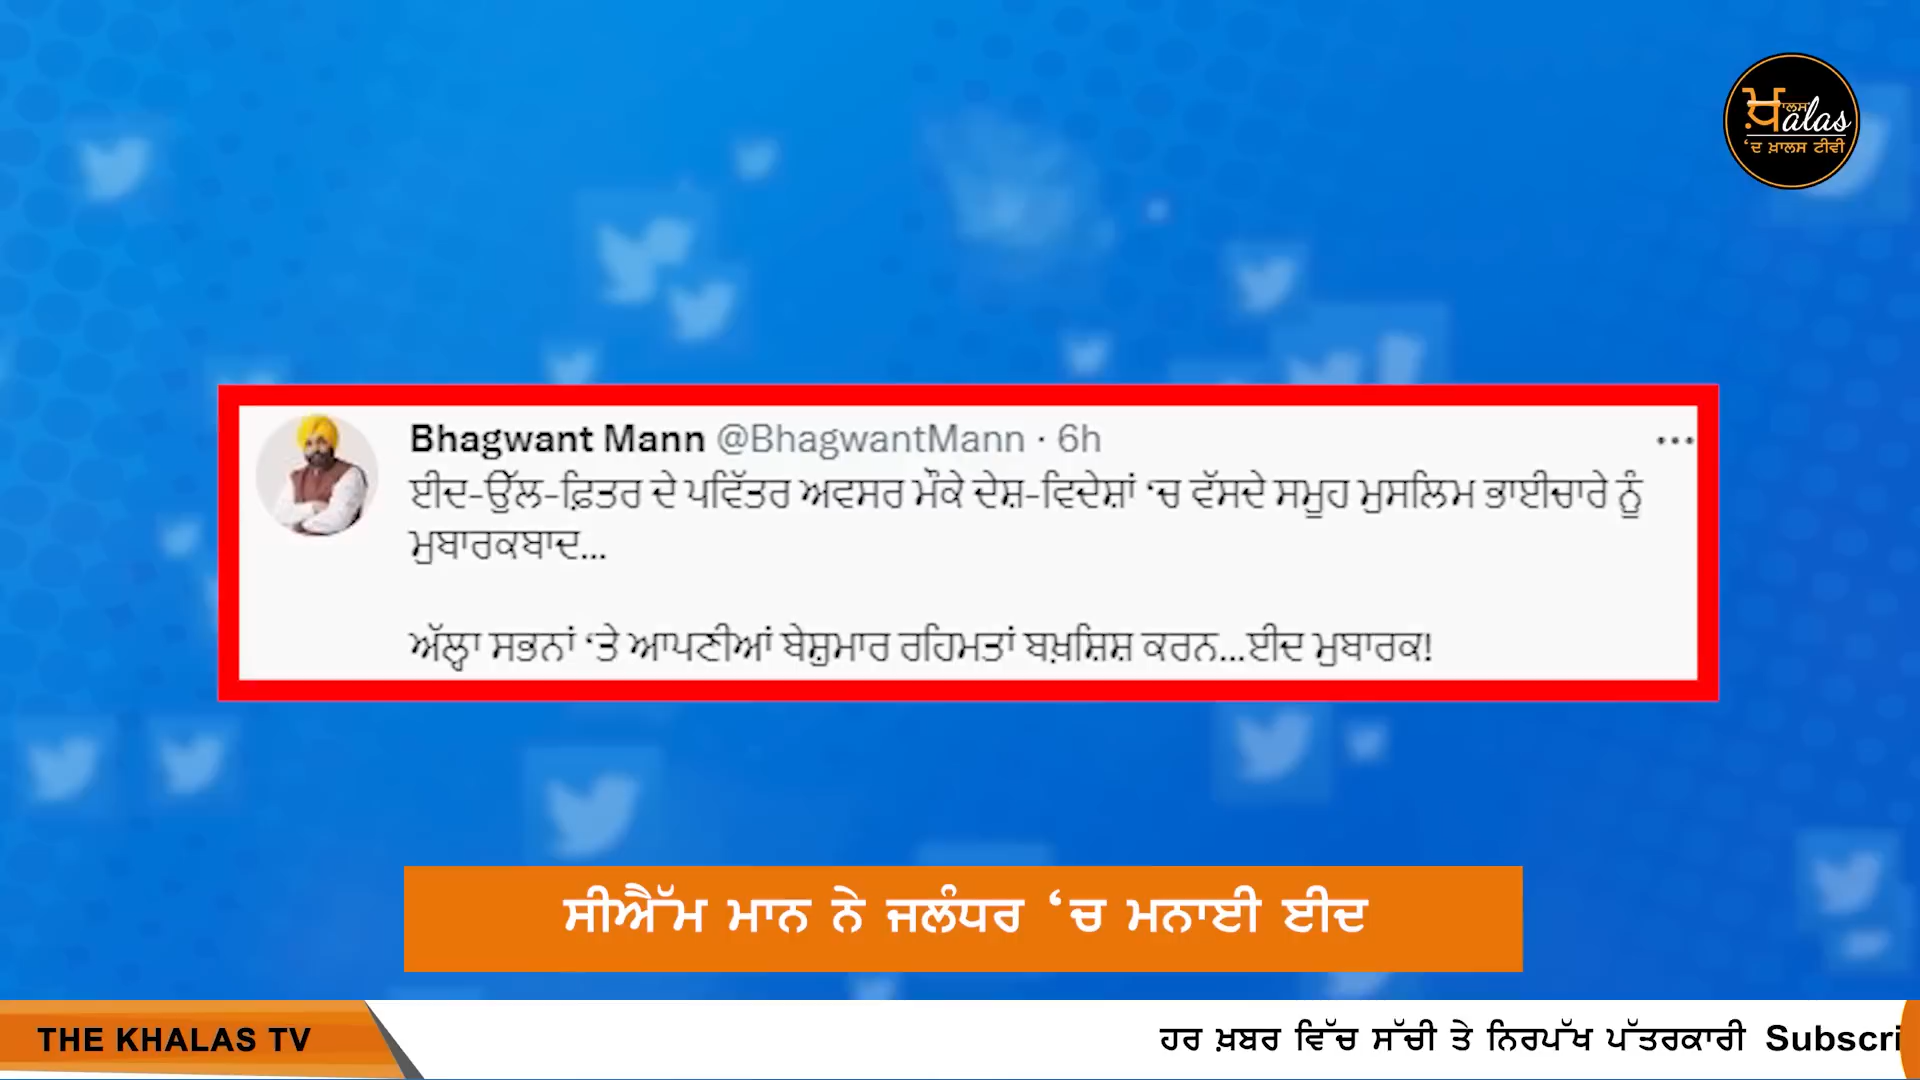 ਖ਼ਾਲਸ
alas
‘ਦ ਖ਼ਾਲਸ ਟੀਵੀ
Bhagwant Mann @BhagwantMann · 6h
ਈਦ-ਉੱਲ-ਫ਼ਿਤਰ ਦੇ ਪਵਿੱਤਰ ਅਵਸਰ ਮੌਕੇ ਦੇਸ਼-ਵਿਦੇਸ਼ਾਂ ‘ਚ ਵੱਸਦੇ ਸਮੂਹ ਮੁਸਲਿਮ ਭਾਈਚਾਰੇ ਨੂੰ
ਮੁਬਾਰਕਬਾਦ...
ਅੱਲ੍ਹਾ ਸਭਨਾਂ ‘ਤੇ ਆਪਣੀਆਂ ਬੇਸ਼ੁਮਾਰ ਰਹਿਮਤਾਂ ਬਖ਼ਸ਼ਿਸ਼ ਕਰਨ...ਈਦ ਮੁਬਾਰਕ!
ਸੀਐੱਮ ਮਾਨ ਨੇ ਜਲੰਧਰ ‘ਚ ਮਨਾਈ ਈਦ
THE KHALAS TV
ਹਰ ਖ਼ਬਰ ਵਿੱਚ ਸੱਚੀ ਤੇ ਨਿਰਪੱਖ ਪੱਤਰਕਾਰੀ Subscri